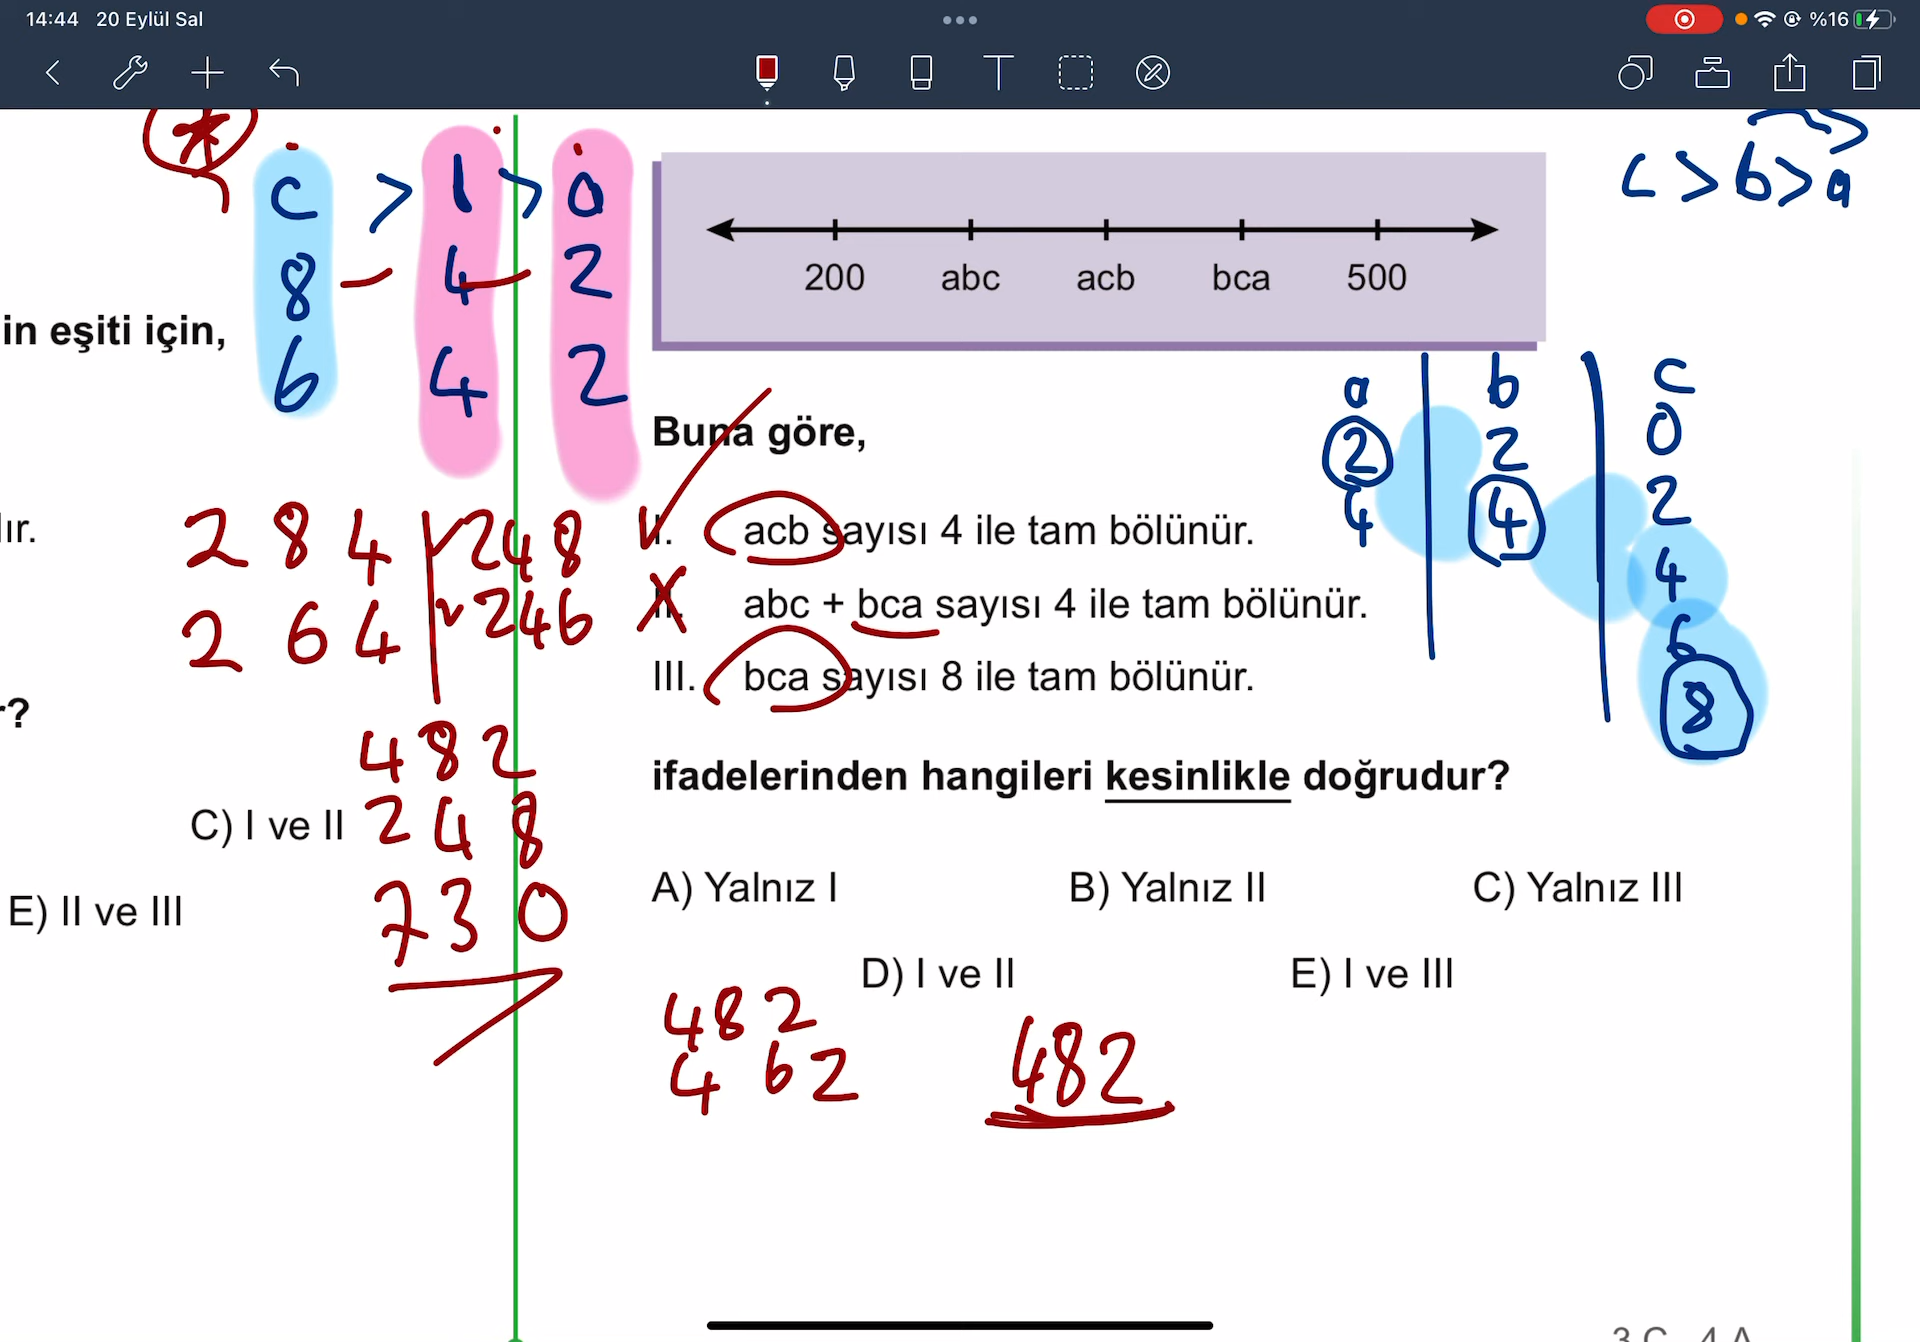 14:44 20 Eylül Sal
%16
c > b > a
c > > a
8 - 4 - 2
6 4 2
200 abc acb bca 500
in eşiti için,
Buna göre,
a b c
2 2 0
4 4 2
4
6
8
ır.
I. acb sayısı 4 ile tam bölünür.
II. abc + bca sayısı 4 ile tam bölünür.
III. bca sayısı 8 ile tam bölünür.
284 248
264 246
r?
ifadelerinden hangileri kesinlikle doğrudur?
482
248
730
C) I ve II
E) II ve III
A) Yalnız I B) Yalnız II C) Yalnız III
D) I ve II E) I ve III
482
462
482